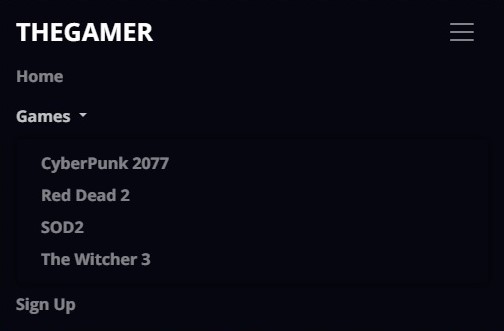 THEGAMER
Home
Games
CyberPunk 2077
Red Dead 2
SOD2
The Witcher 3
Sign Up